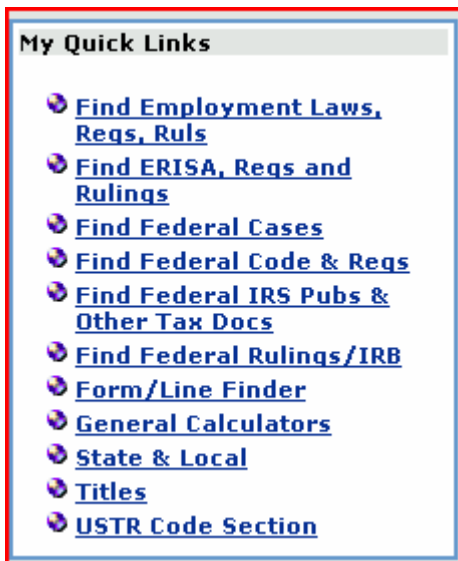 My Quick Links
Find Employment Laws,
Regs, Ruls
Find ERISA, Regs and
Rulings
Find Federal Cases
Find Federal Code & Regs
Find Federal IRS Pubs &
Other Tax Docs
Find Federal Rulings/IRB
Form/Line Finder
General Calculators
State & Local
Titles
USTR Code Section